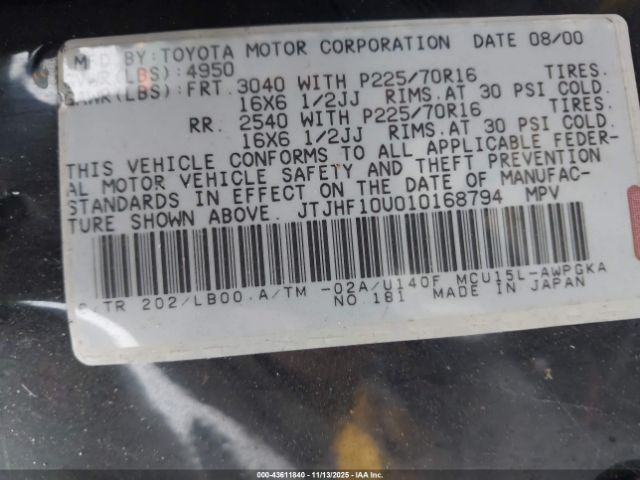 MFD BY: TOYOTA MOTOR CORPORATION DATE 08/00
GVWR(LBS): 4950
GAWR(LBS): FRT. 3040 WITH P225/70R16 TIRES.
16X6 1/2JJ RIMS.AT 30 PSI COLD.
RR. 2540 WITH P225/70R16 TIRES.
16X6 1/2JJ RIMS.AT 30 PSI COLD.
THIS VEHICLE CONFORMS TO ALL APPLICABLE FEDER-
AL MOTOR VEHICLE SAFETY AND THEFT PREVENTION
STANDARDS IN EFFECT ON THE DATE OF MANUFAC-
TURE SHOWN ABOVE. JTJHF10U010168794 MPV
C/TR 202/LB00.A/TM -02A/U140F MCU15L-AWPGKA
NO.181 MADE IN JAPAN
000-43611840 - 11/13/2025 - IAAI.COM